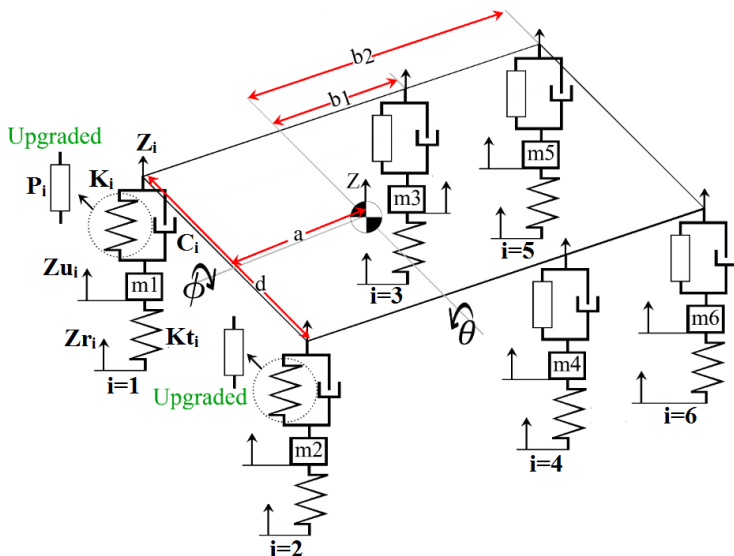 b2
b1
Upgraded
Zᵢ
Pᵢ
Kᵢ
Cᵢ
Zuᵢ
m1
Zrᵢ
Ktᵢ
i=1
a
d
ϕ
Z
θ
m3
i=3
m5
i=5
Upgraded
m2
i=2
m4
i=4
m6
i=6